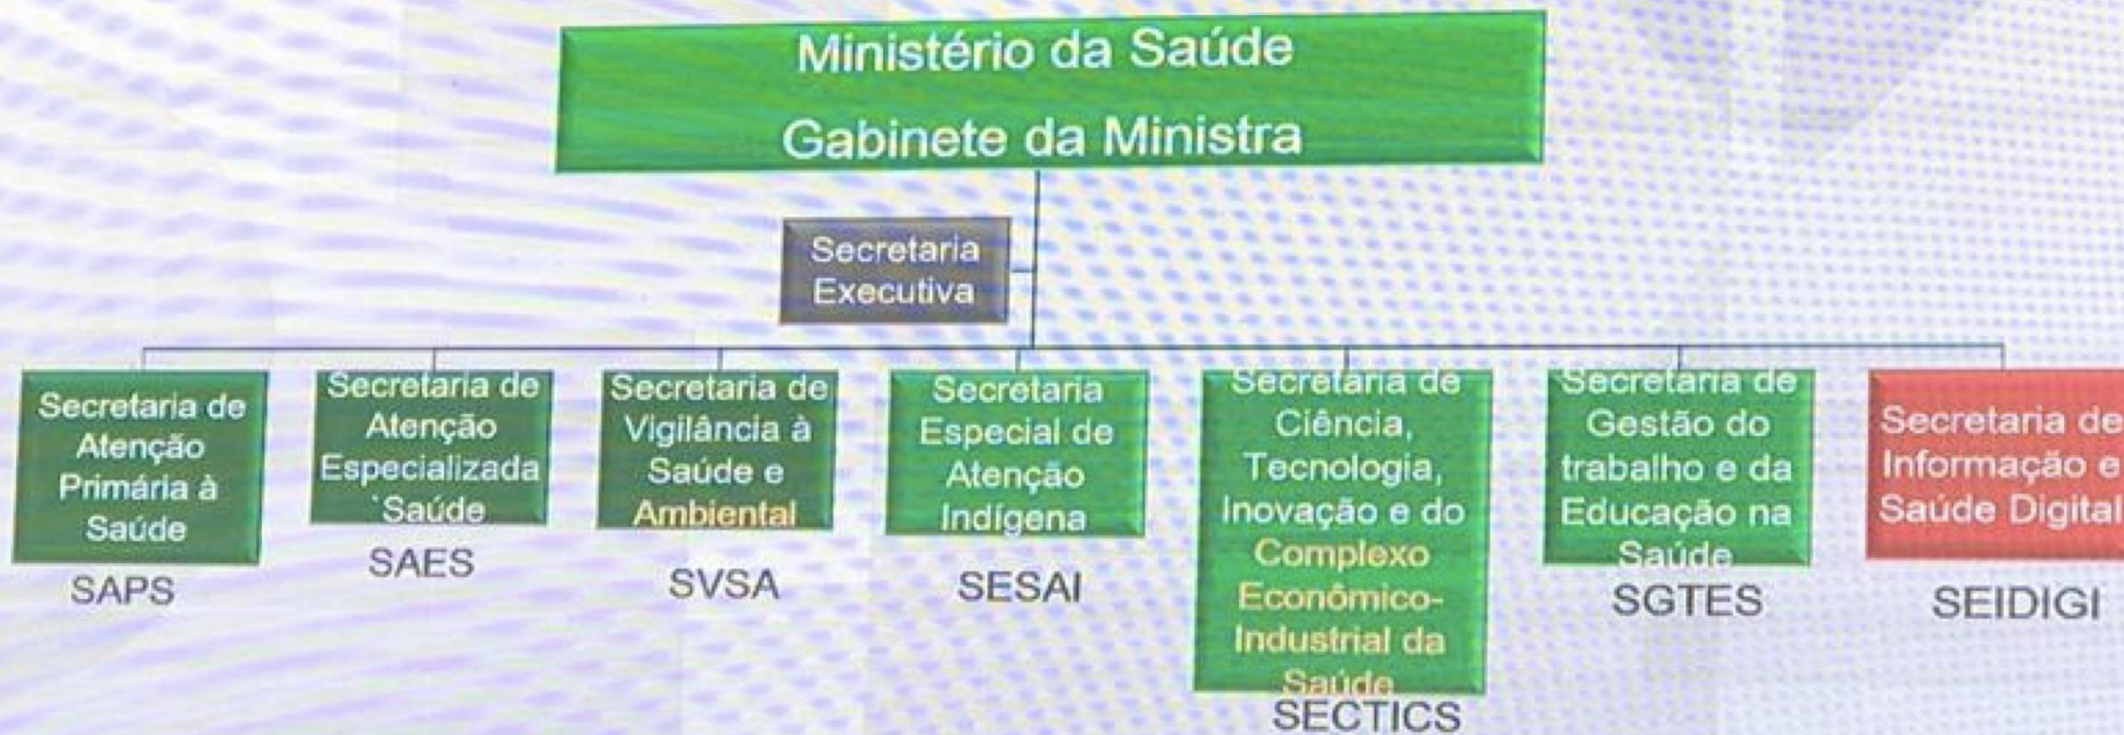 Ministério da Saúde
Gabinete da Ministra
Secretaria
Executiva
Secretaria de
Atenção
Primária à
Saúde
SAPS
Secretaria de
Atenção
Especializada
Saúde
SAES
Secretaria de
Vigilância à
Saúde e
Ambiental
SVSA
Secretaria
Especial de
Atenção
Indígena
SESAI
Secretaria de
Ciência,
Tecnologia,
Inovação e do
Complexo
Econômico-
Industrial da
Saúde
SECTICS
Secretaria de
Gestão do
trabalho e da
Educação na
Saúde
SGTES
Secretaria de
Informação e
Saúde Digital
SEIDIGI